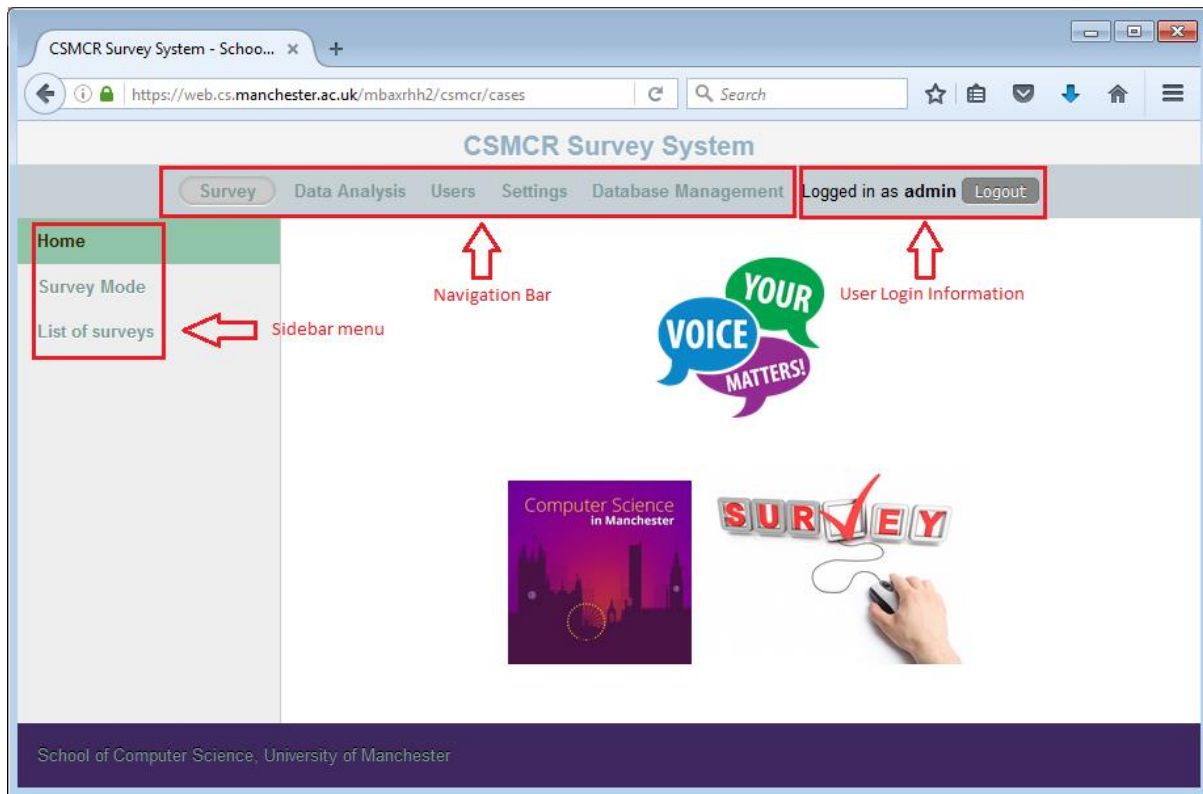 CSMCR Survey System - Schoo...
https://web.cs.manchester.ac.uk/mbaxrhh2/csmcr/cases
Search
CSMCR Survey System
Survey Data Analysis Users Settings Database Management Logged in as admin Logout
Home
Survey Mode
List of surveys
Sidebar menu
Navigation Bar
User Login Information
YOUR
VOICE
MATTERS!
Computer Science
in Manchester
SURVEY
School of Computer Science, University of Manchester